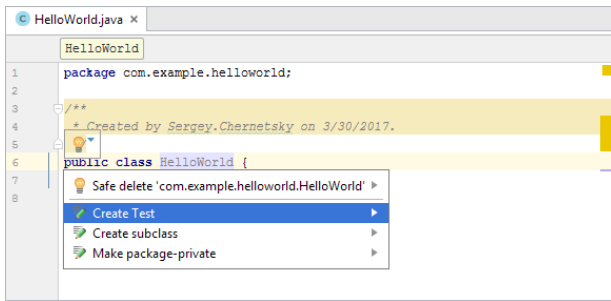 C HelloWorld.java ×
HelloWorld
1 package com.example.helloworld;
2
3 /**
4 * Created by Sergey.Chernetsky on 3/30/2017.
5
6 public class HelloWorld {
7
Safe delete 'com.example.helloworld.HelloWorld'
8
Create Test
Create subclass
Make package-private